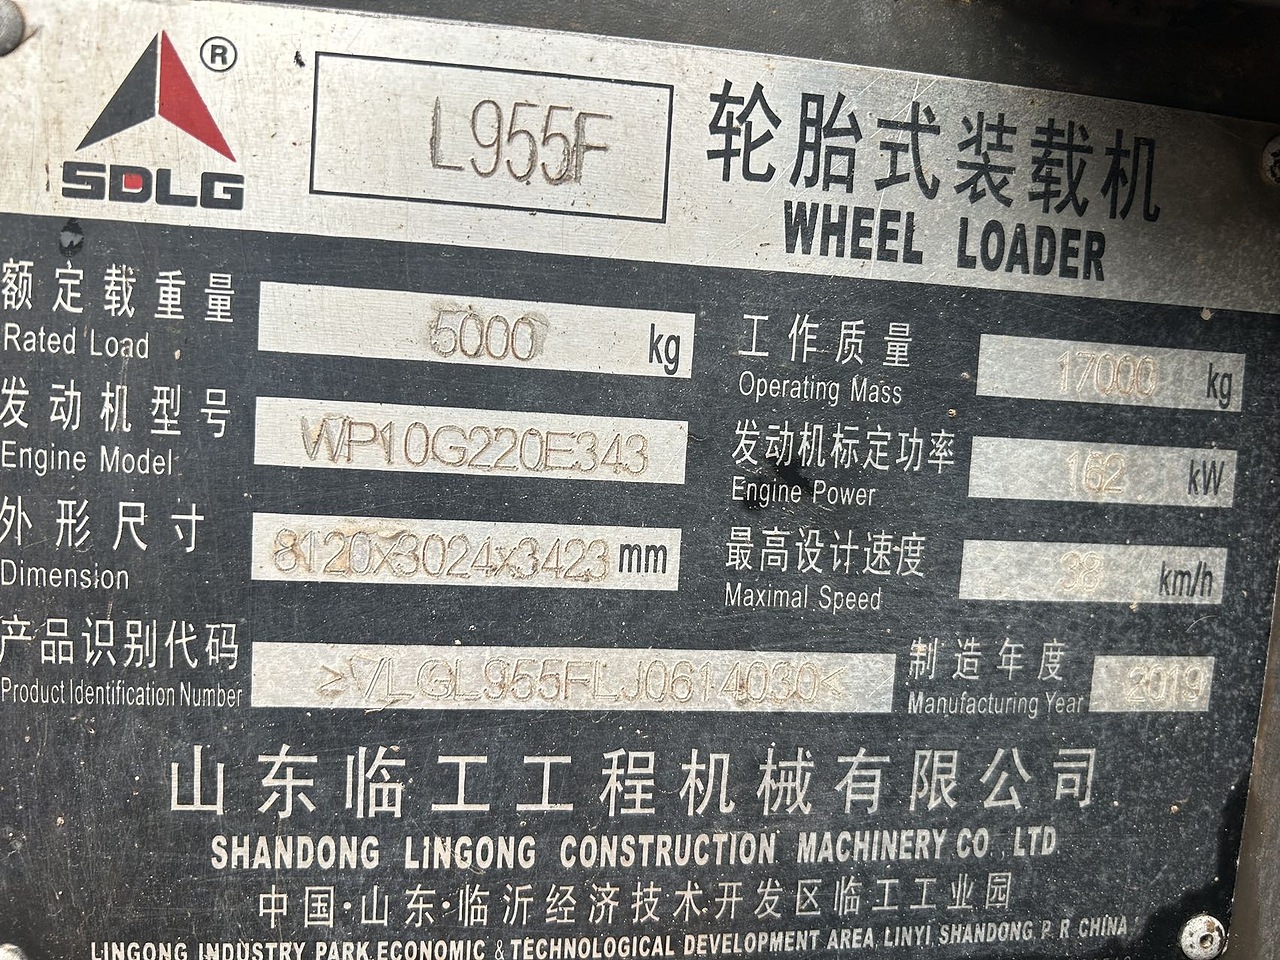 SDLG ®
L955F
轮胎式装载机
WHEEL LOADER
额定载重量
Rated Load
5000 kg
工作质量
Operating Mass
17000 kg
发动机型号
Engine Model
WP10G220E343
发动机标定功率
Engine Power
162 kW
外形尺寸
Dimension
8120x3024x3423 mm
最高设计速度
Maximal Speed
38 km/h
产品识别代码
Product Identification Number
>VLGL955FLJ0614030<
制造年度
Manufacturing Year
2019
山东临工工程机械有限公司
SHANDONG LINGONG CONSTRUCTION MACHINERY CO., LTD
中国·山东·临沂经济技术开发区临工工业园
LINGONG INDUSTRY PARK,ECONOMIC & TECHNOLOGICAL DEVELOPMENT AREA, LINYI, SHANDONG P. R CHINA